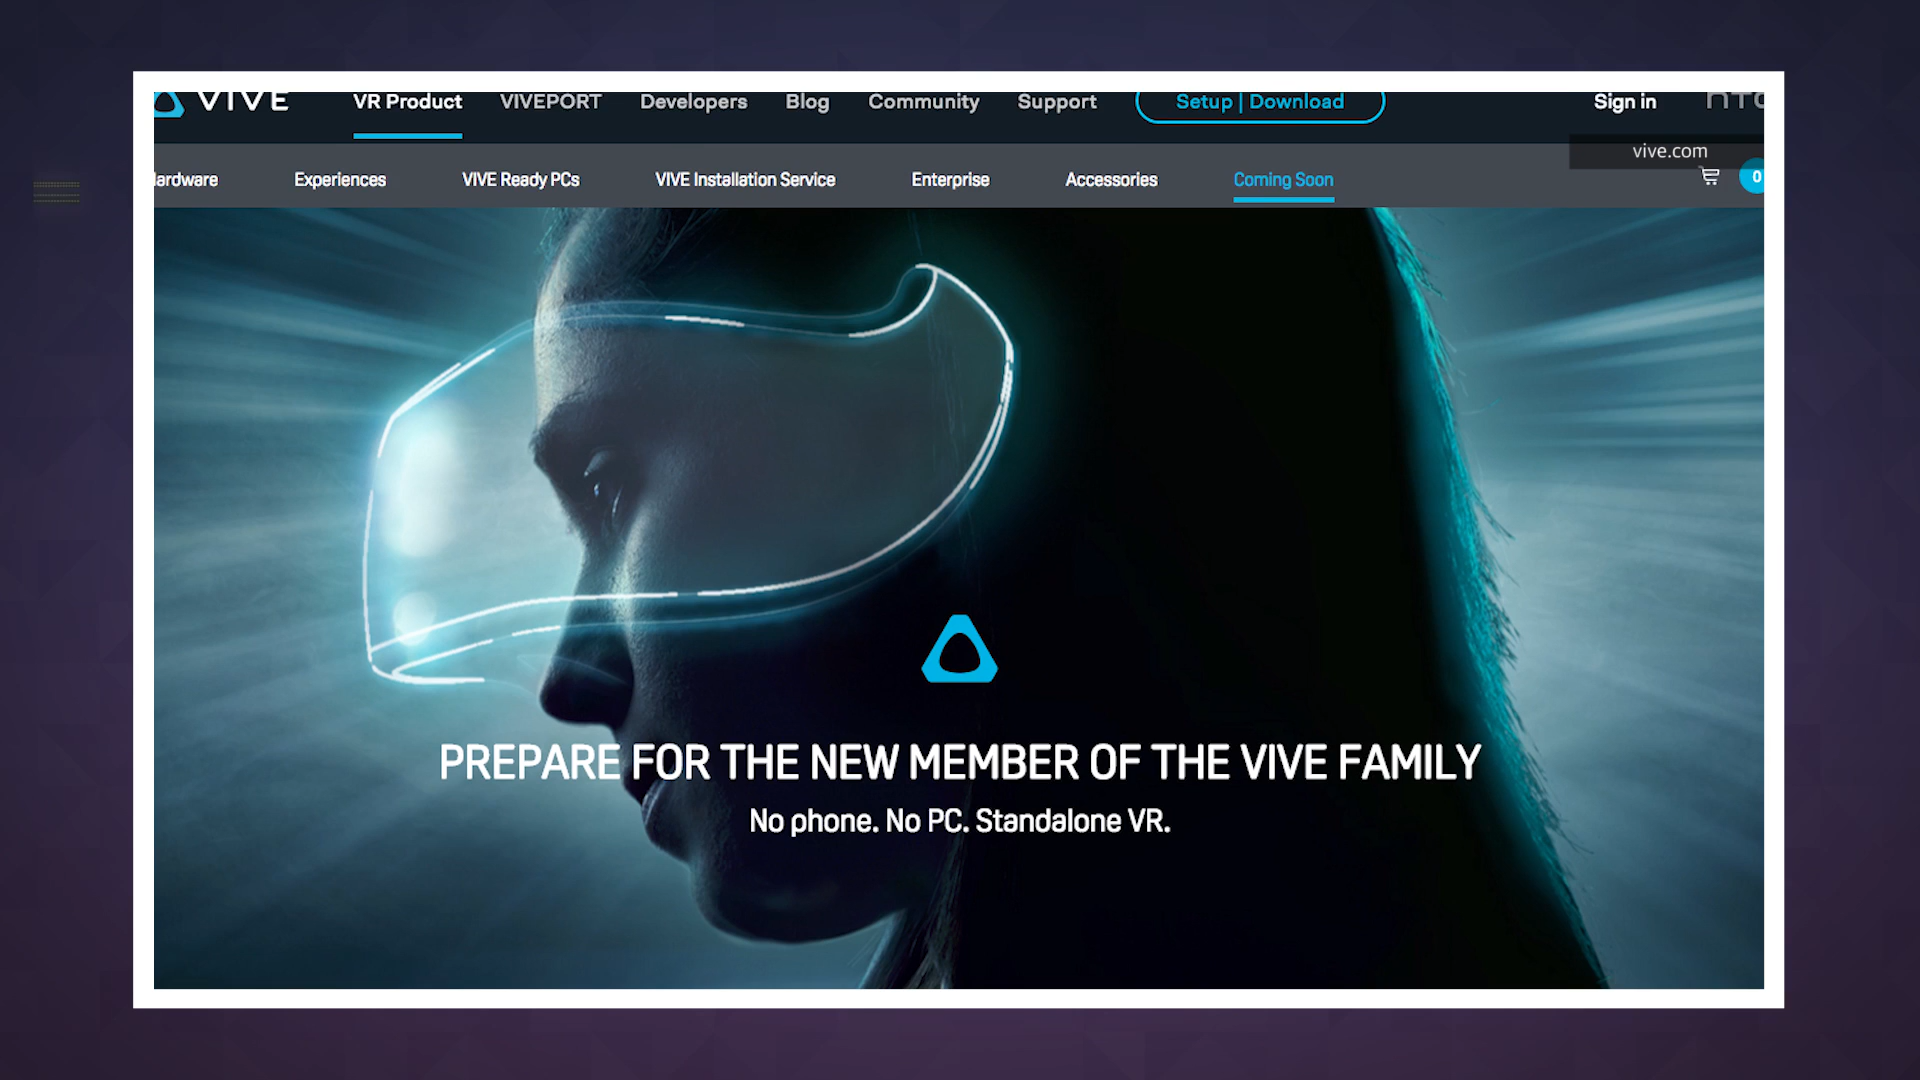 VIVE VR Product VIVEPORT Developers Blog Community Support Setup | Download Sign in
vive.com
Experiences VIVE Ready PCs VIVE Installation Service Enterprise Accessories Coming Soon 0
PREPARE FOR THE NEW MEMBER OF THE VIVE FAMILY
No phone. No PC. Standalone VR.